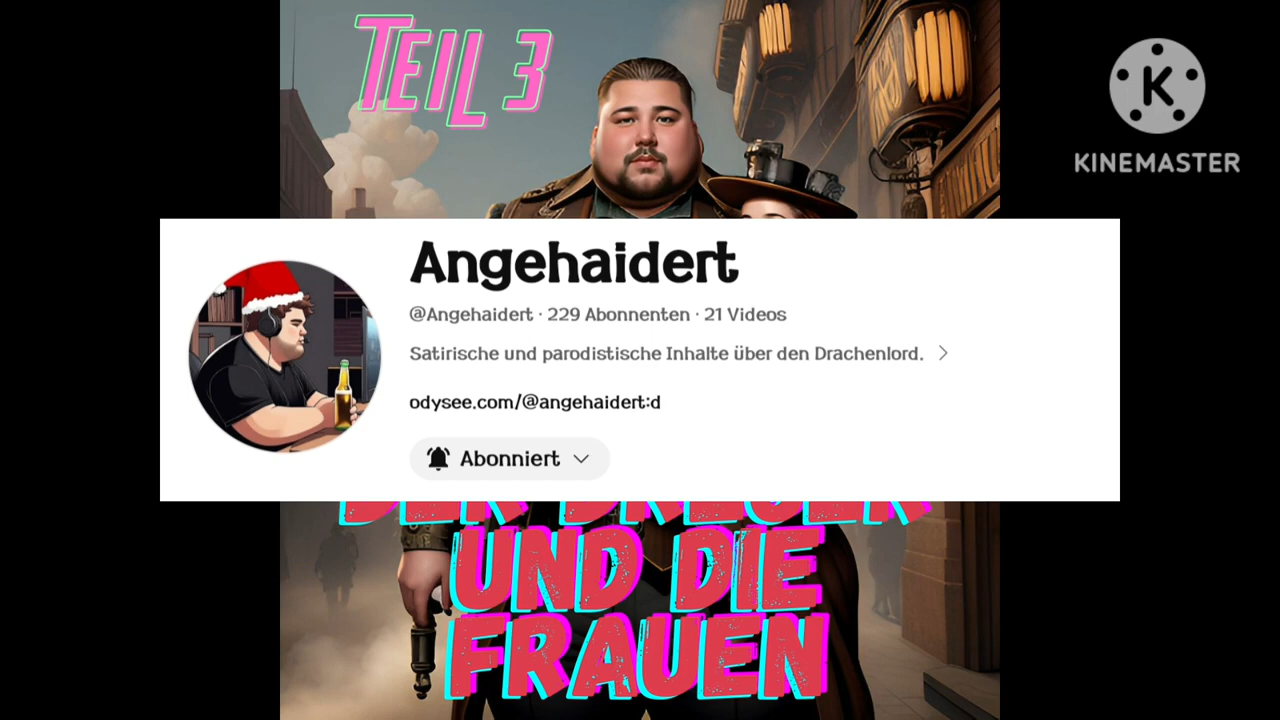 TEIL 3
KINEMASTER
Angehaidert
@Angehaidert · 229 Abonnenten · 21 Videos
Satirische und parodistische Inhalte über den Drachenlord.
odysee.com/@angehaidert:d
Abonniert
UND DIE
FRAUEN